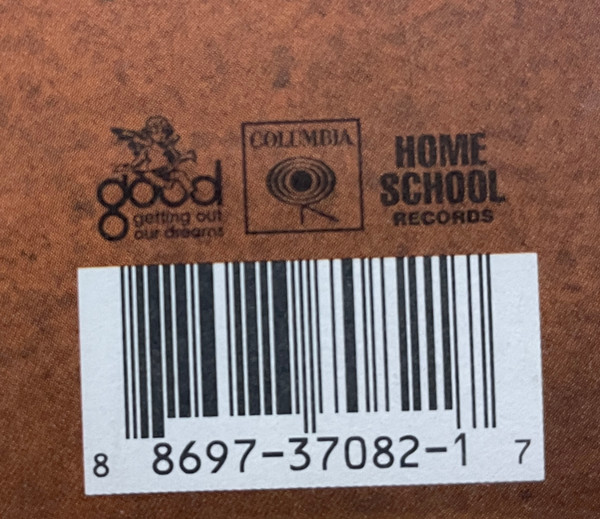 good
getting out
our dreams
COLUMBIA
HOME
SCHOOL
RECORDS
8 8697-37082-1 7